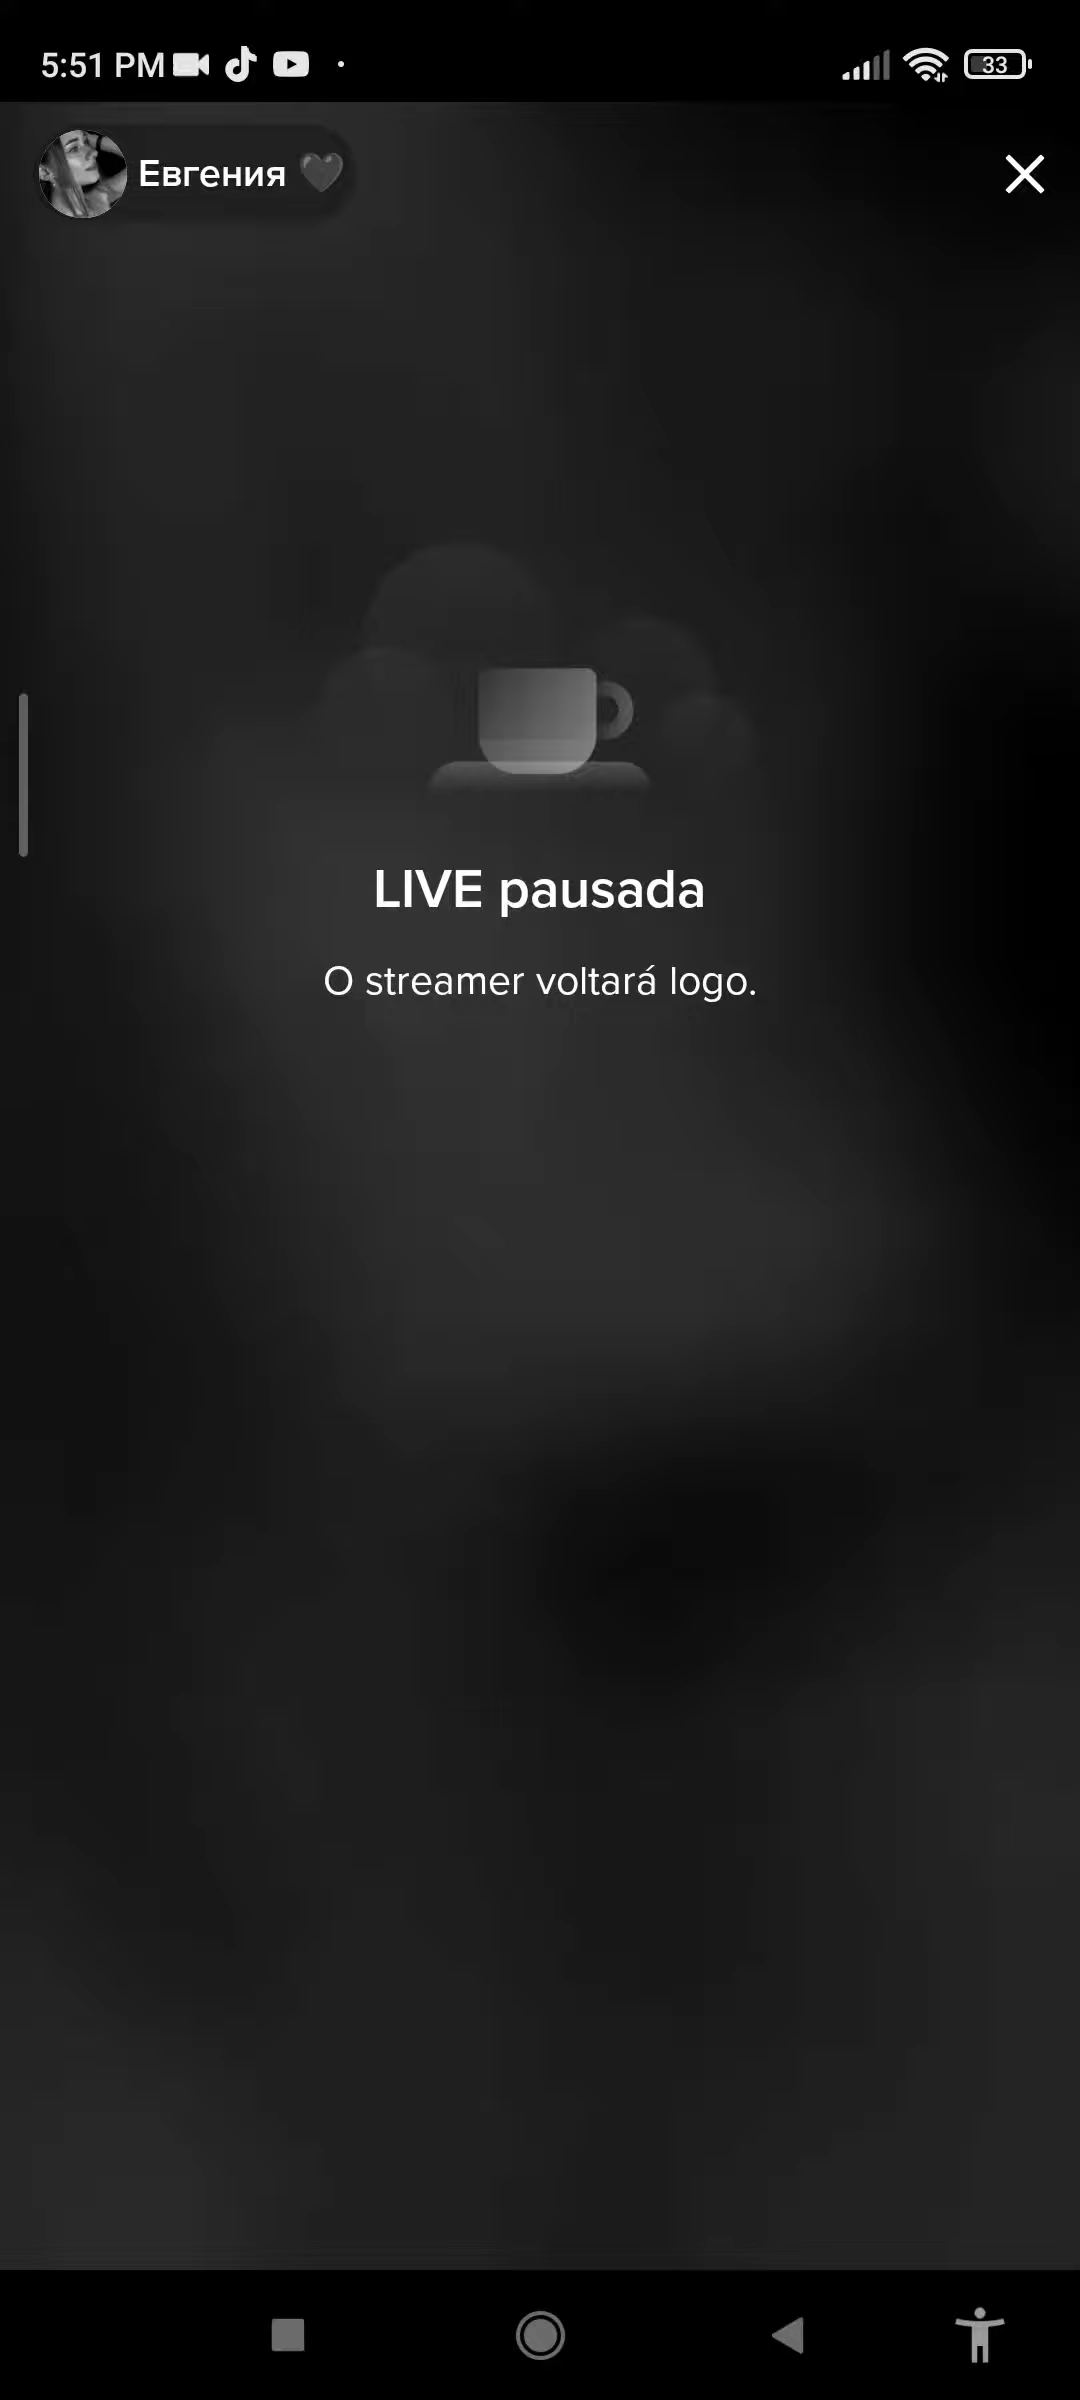 5:51 PM
33
Евгения 🖤
LIVE pausada
O streamer voltará logo.